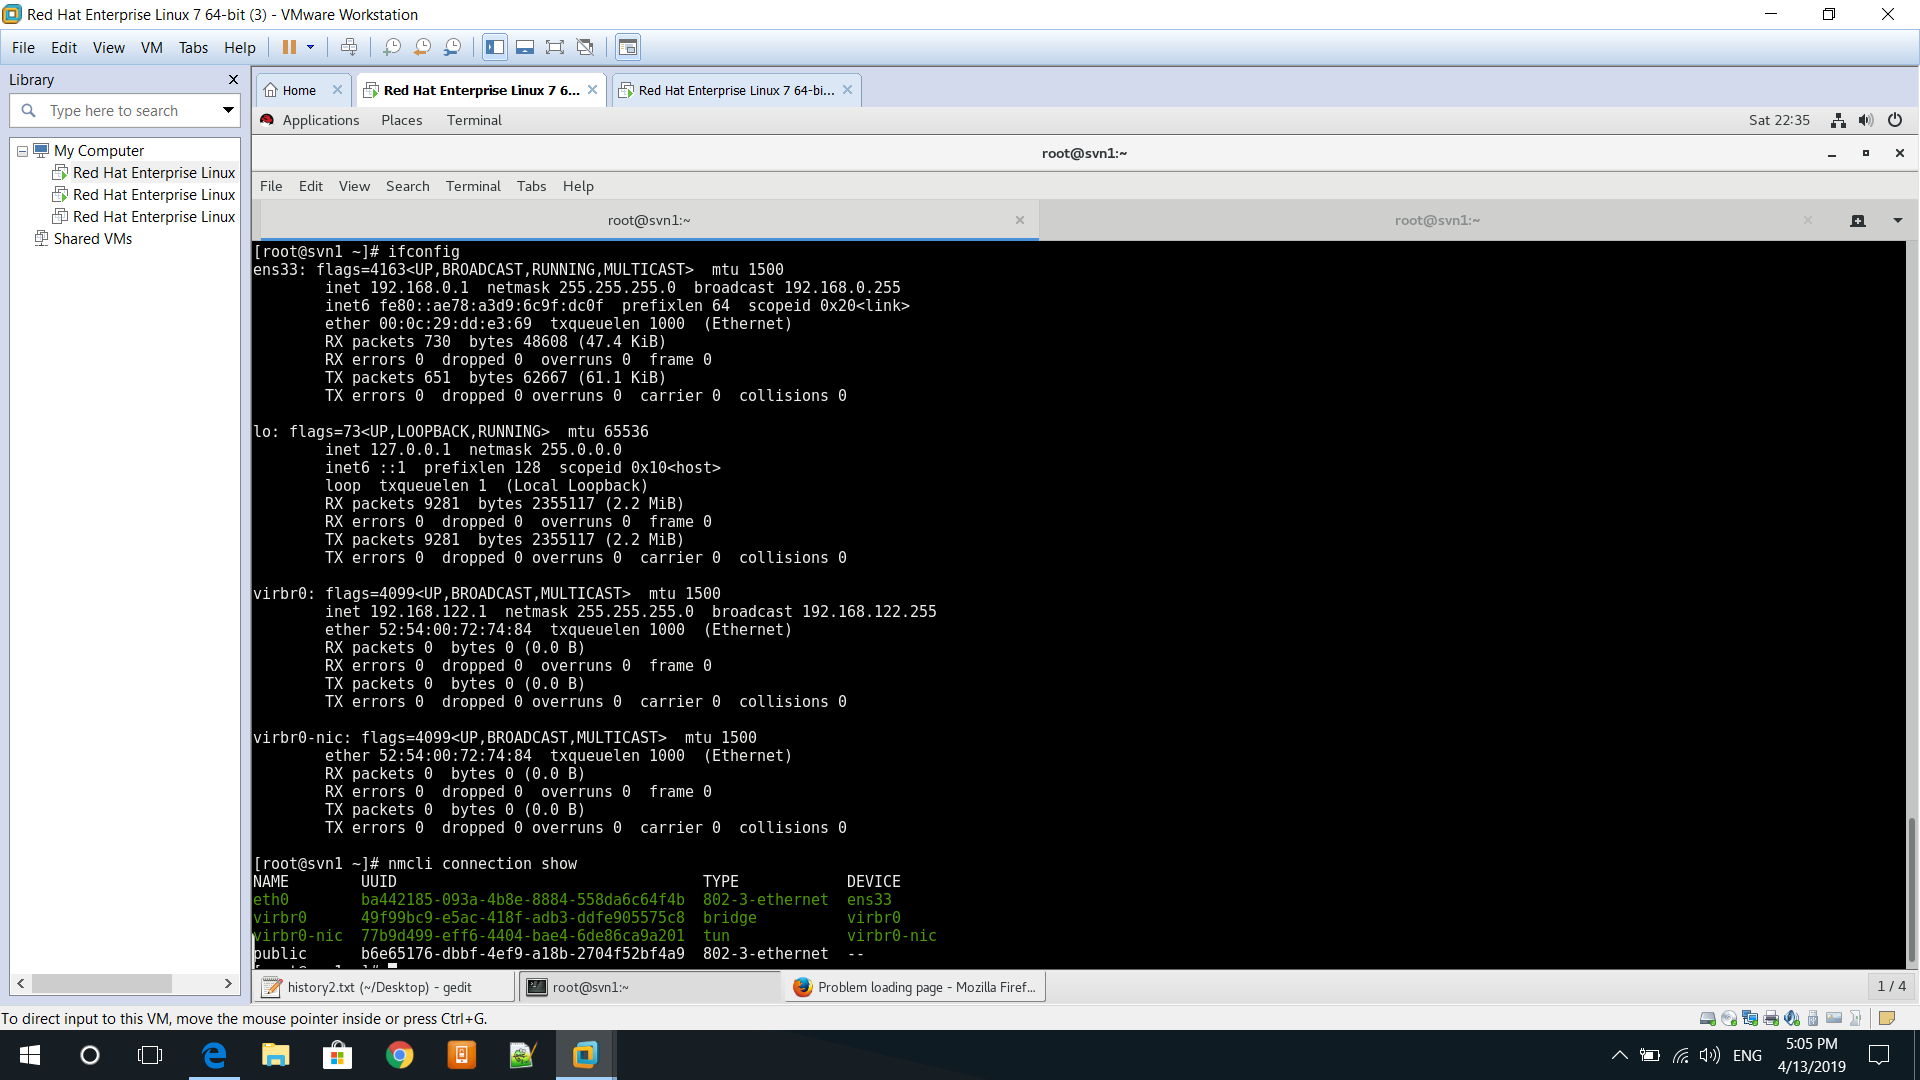 Red Hat Enterprise Linux 7 64-bit (3) - VMware Workstation
File Edit View VM Tabs Help
Library
Type here to search
My Computer
Red Hat Enterprise Linux
Red Hat Enterprise Linux
Red Hat Enterprise Linux
Shared VMs
Home
Red Hat Enterprise Linux 7 6...
Red Hat Enterprise Linux 7 64-bi...
Applications Places Terminal
Sat 22:35
root@svn1:~
File Edit View Search Terminal Tabs Help
root@svn1:~
root@svn1:~
[root@svn1 ~]# ifconfig
ens33: flags=4163<UP,BROADCAST,RUNNING,MULTICAST>  mtu 1500
        inet 192.168.0.1  netmask 255.255.255.0  broadcast 192.168.0.255
        inet6 fe80::ae78:a3d9:6c9f:dc0f  prefixlen 64  scopeid 0x20<link>
        ether 00:0c:29:dd:e3:69  txqueuelen 1000  (Ethernet)
        RX packets 730  bytes 48608 (47.4 KiB)
        RX errors 0  dropped 0  overruns 0  frame 0
        TX packets 651  bytes 62667 (61.1 KiB)
        TX errors 0  dropped 0 overruns 0  carrier 0  collisions 0
lo: flags=73<UP,LOOPBACK,RUNNING>  mtu 65536
        inet 127.0.0.1  netmask 255.0.0.0
        inet6 ::1  prefixlen 128  scopeid 0x10<host>
        loop  txqueuelen 1  (Local Loopback)
        RX packets 9281  bytes 2355117 (2.2 MiB)
        RX errors 0  dropped 0  overruns 0  frame 0
        TX packets 9281  bytes 2355117 (2.2 MiB)
        TX errors 0  dropped 0 overruns 0  carrier 0  collisions 0
virbr0: flags=4099<UP,BROADCAST,MULTICAST>  mtu 1500
        inet 192.168.122.1  netmask 255.255.255.0  broadcast 192.168.122.255
        ether 52:54:00:72:74:84  txqueuelen 1000  (Ethernet)
        RX packets 0  bytes 0 (0.0 B)
        RX errors 0  dropped 0  overruns 0  frame 0
        TX packets 0  bytes 0 (0.0 B)
        TX errors 0  dropped 0 overruns 0  carrier 0  collisions 0
virbr0-nic: flags=4099<UP,BROADCAST,MULTICAST>  mtu 1500
        ether 52:54:00:72:74:84  txqueuelen 1000  (Ethernet)
        RX packets 0  bytes 0 (0.0 B)
        RX errors 0  dropped 0  overruns 0  frame 0
        TX packets 0  bytes 0 (0.0 B)
        TX errors 0  dropped 0 overruns 0  carrier 0  collisions 0
[root@svn1 ~]# nmcli connection show
NAME        UUID                                  TYPE            DEVICE
eth0        ba442185-093a-4b8e-8884-558da6c64f4b  802-3-ethernet  ens33
virbr0      49f99bc9-e5ac-418f-adb3-ddfe905575c8  bridge          virbr0
virbr0-nic  77b9d499-eff6-4404-bae4-6de86ca9a201  tun             virbr0-nic
public      b6e65176-dbbf-4ef9-a18b-2704f52bf4a9  802-3-ethernet  --
history2.txt (~/Desktop) - gedit
root@svn1:~
Problem loading page - Mozilla Firef...
1 / 4
To direct input to this VM, move the mouse pointer inside or press Ctrl+G.
ENG
5:05 PM
4/13/2019